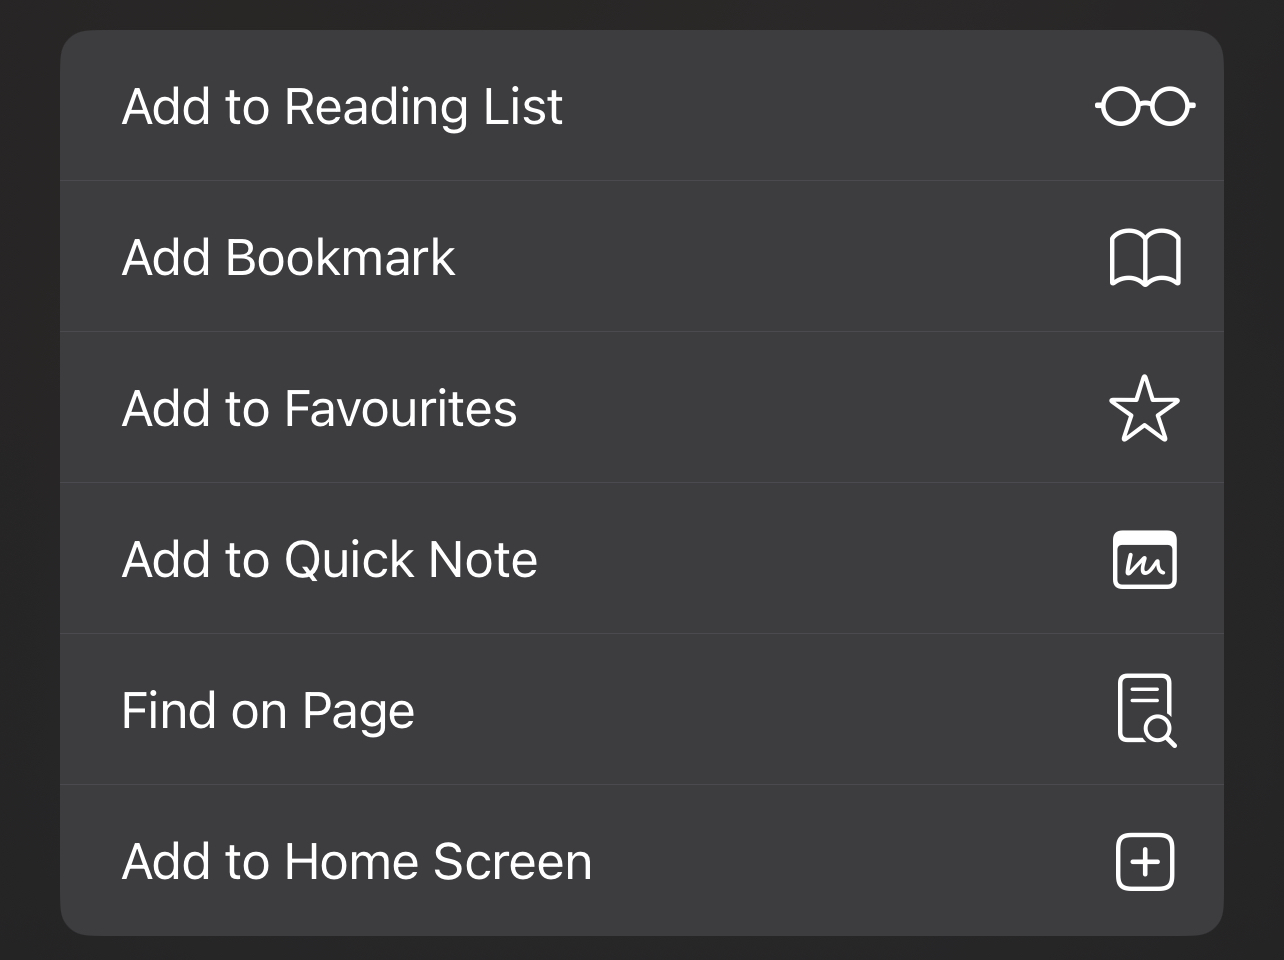 Add to Reading List
Add Bookmark
Add to Favourites
Add to Quick Note
Find on Page
Add to Home Screen